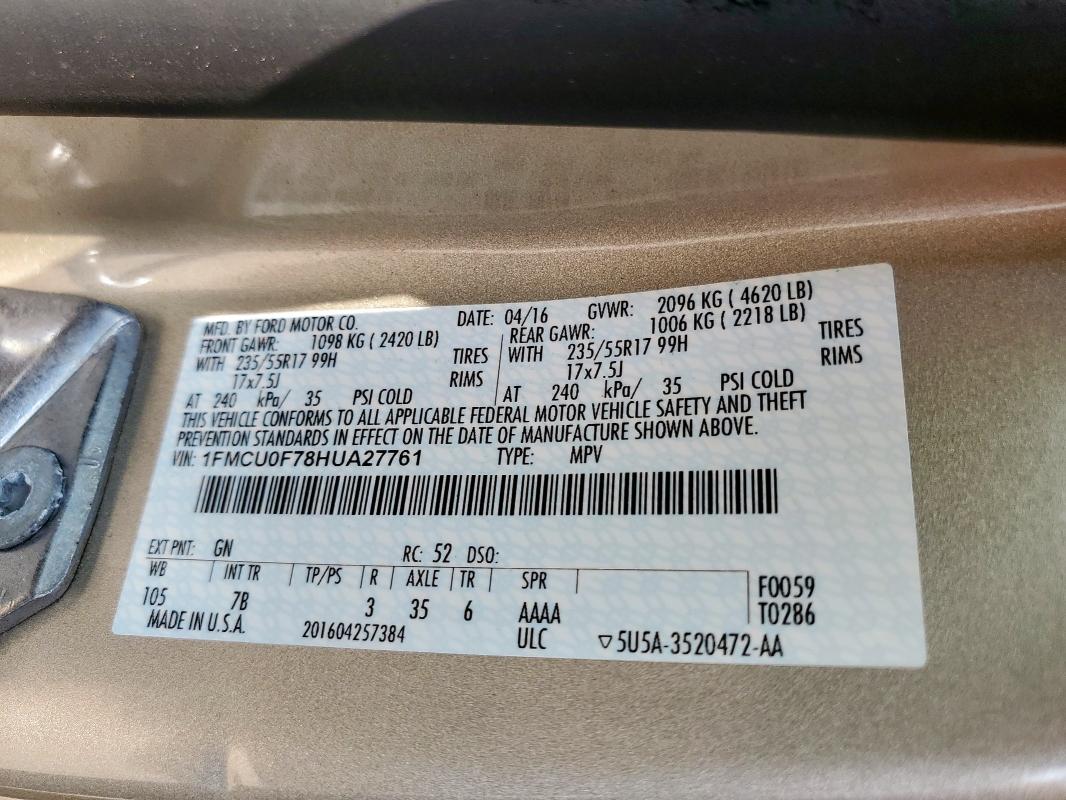 MFD. BY FORD MOTOR CO. DATE: 04/16 GVWR: 2096 KG ( 4620 LB)
FRONT GAWR: 1098 KG ( 2420 LB) REAR GAWR: 1006 KG ( 2218 LB)
WITH 235/55R17 99H TIRES WITH 235/55R17 99H TIRES
17x7.5J RIMS 17x7.5J RIMS
AT 240 kPa/ 35 PSI COLD AT 240 kPa/ 35 PSI COLD
THIS VEHICLE CONFORMS TO ALL APPLICABLE FEDERAL MOTOR VEHICLE SAFETY AND THEFT
PREVENTION STANDARDS IN EFFECT ON THE DATE OF MANUFACTURE SHOWN ABOVE.
VIN: 1FMCU0F78HUA27761 TYPE: MPV
EXT PNT: GN RC: 52 DSO:
WB INT TR TP/PS R AXLE TR SPR F0059
105 7B 3 35 6 AAAA T0286
MADE IN U.S.A. 201604257384 ULC ▽5U5A-3520472-AA